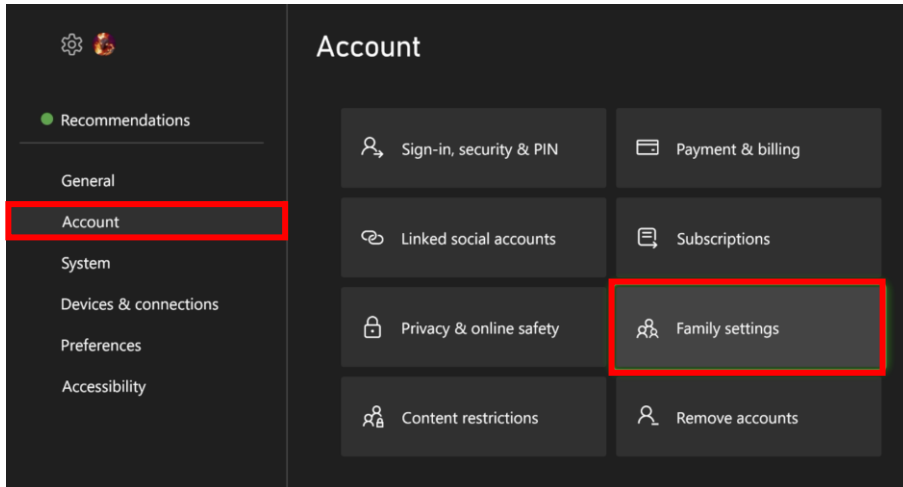 Account
Recommendations
General
Account
System
Devices & connections
Preferences
Accessibility
Sign-in, security & PIN
Payment & billing
Linked social accounts
Subscriptions
Privacy & online safety
Family settings
Content restrictions
Remove accounts